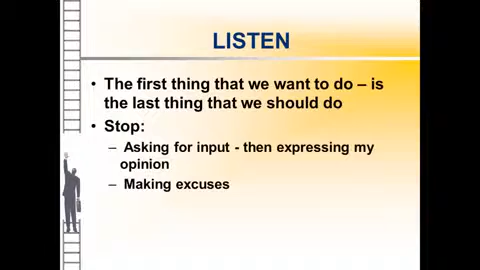 LISTEN
• The first thing that we want to do – is
the last thing that we should do
• Stop:
– Asking for input - then expressing my
opinion
– Making excuses